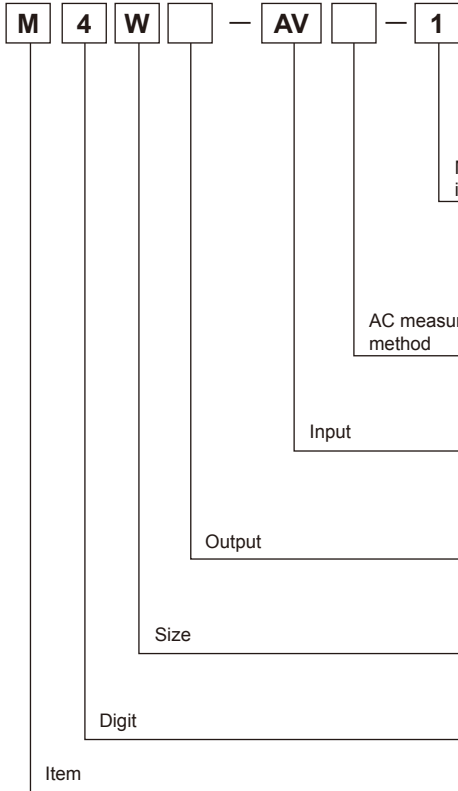 M 4 W — AV — 1
AC measur
method
Input
Output
Size
Digit
Item